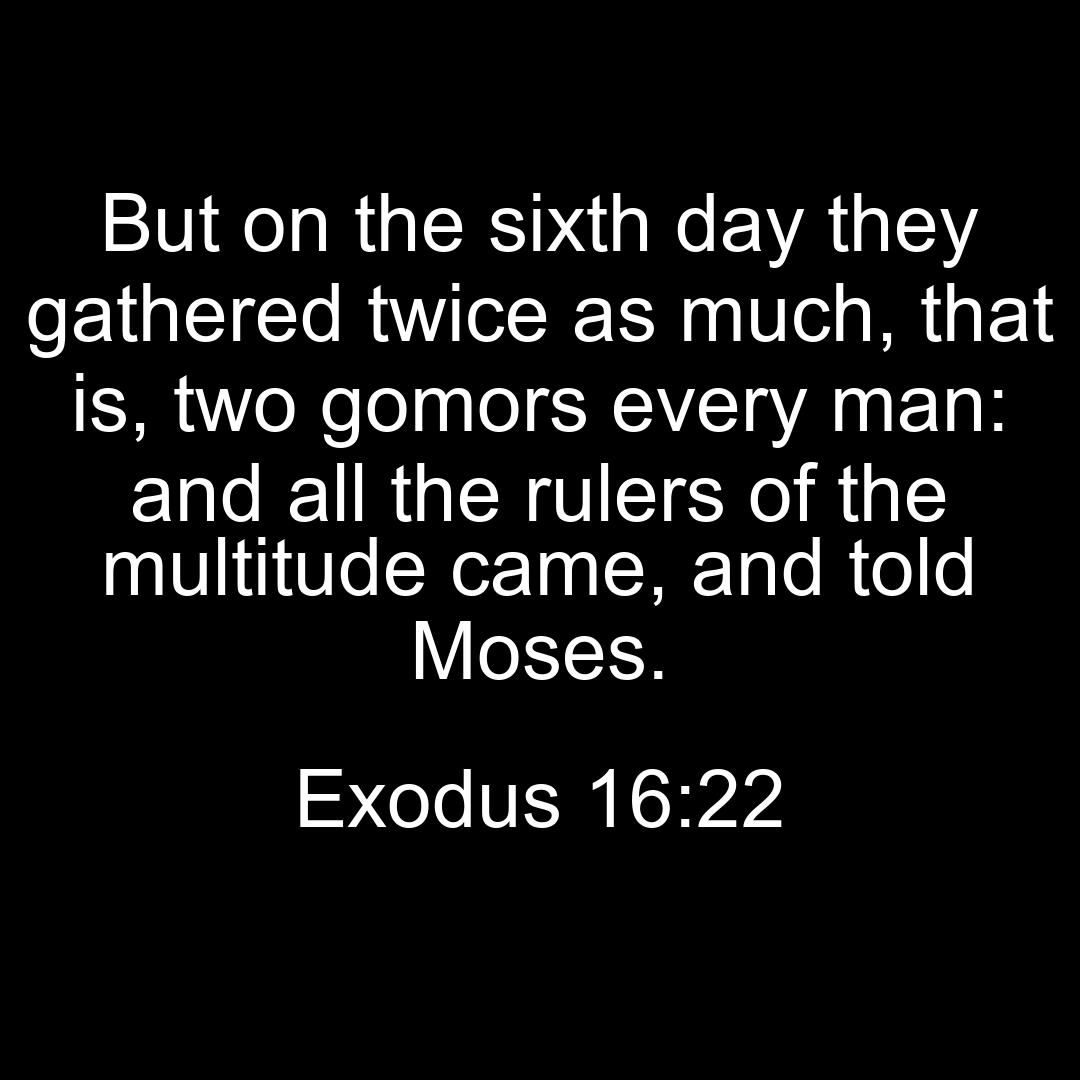 But on the sixth day they
gathered twice as much, that
is, two gomors every man:
and all the rulers of the
multitude came, and told
Moses.
Exodus 16:22